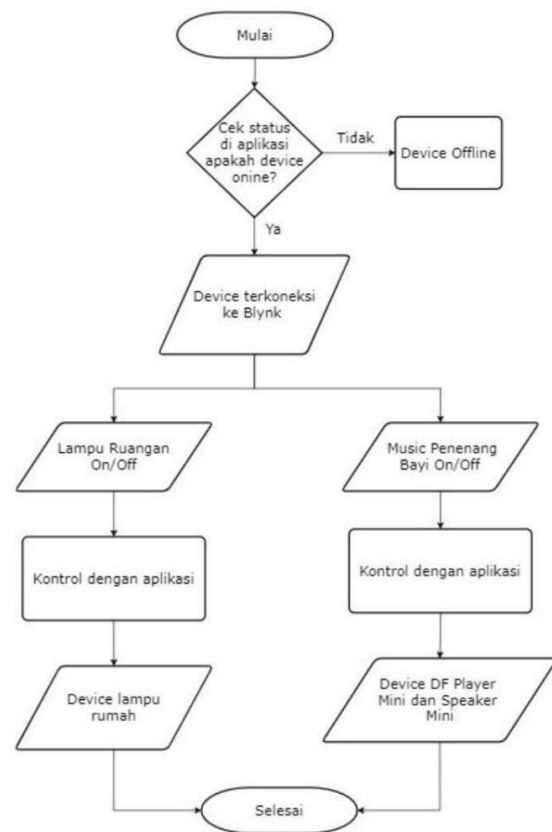 Mulai
Cek status
di aplikasi
apakah device
onine?
Tidak
Device Offline
Ya
Device terkoneksi
ke Blynk
Lampu Ruangan
On/Off
Music Penenang
Bayi On/Off
Kontrol dengan aplikasi
Kontrol dengan aplikasi
Device lampu
rumah
Device DF Player
Mini dan Speaker
Mini
Selesai